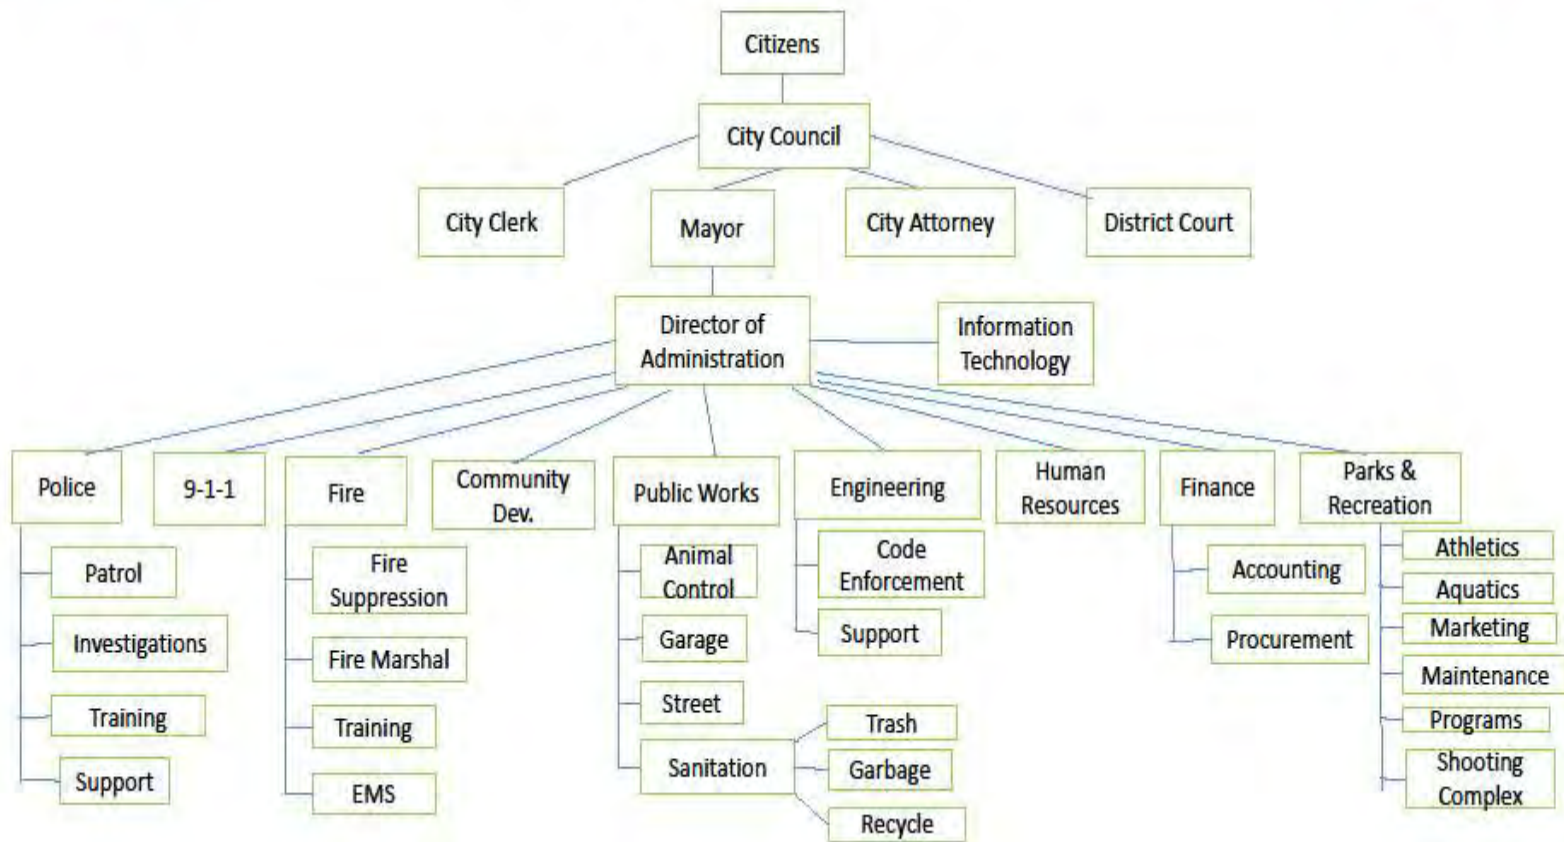 Citizens
City Council
City Clerk
Mayor
City Attorney
District Court
Director of
Administration
Information
Technology
Police
9-1-1
Fire
Community
Dev.
Public Works
Engineering
Human
Resources
Finance
Parks &
Recreation
Patrol
Investigations
Training
Support
Fire
Suppression
Fire Marshal
Training
EMS
Animal
Control
Garage
Street
Sanitation
Trash
Garbage
Recycle
Code
Enforcement
Support
Accounting
Procurement
Athletics
Aquatics
Marketing
Maintenance
Programs
Shooting
Complex